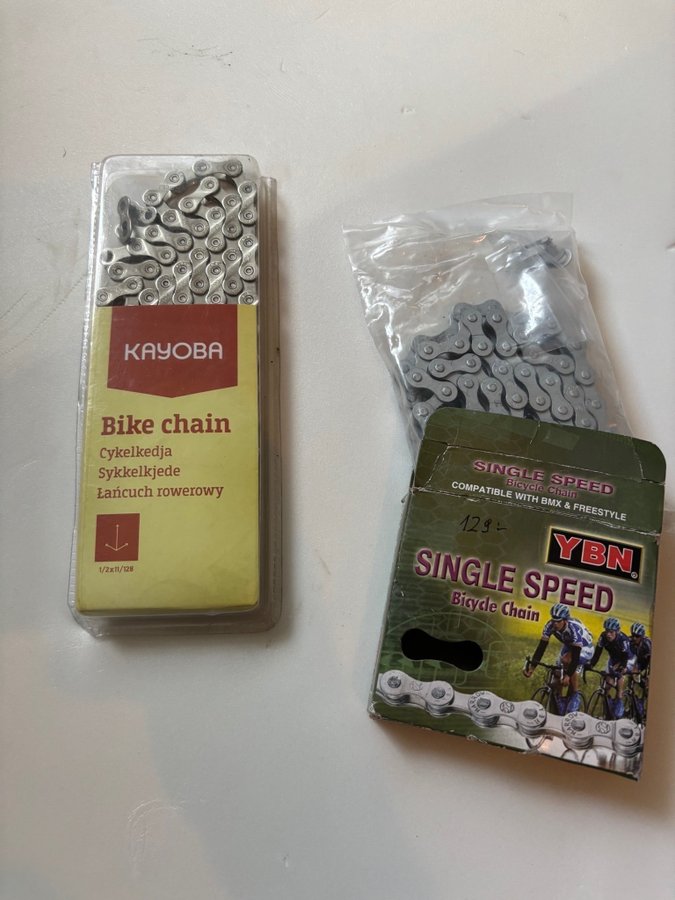 KAYOBA
Bike chain
Cykelkedja
Sykkelkjede
Łańcuch rowerowy
1/2x11/128
SINGLE SPEED
Bicycle Chain
COMPATIBLE WITH BMX & FREESTYLE
129:-
YBN®
SINGLE SPEED
Bicycle Chain